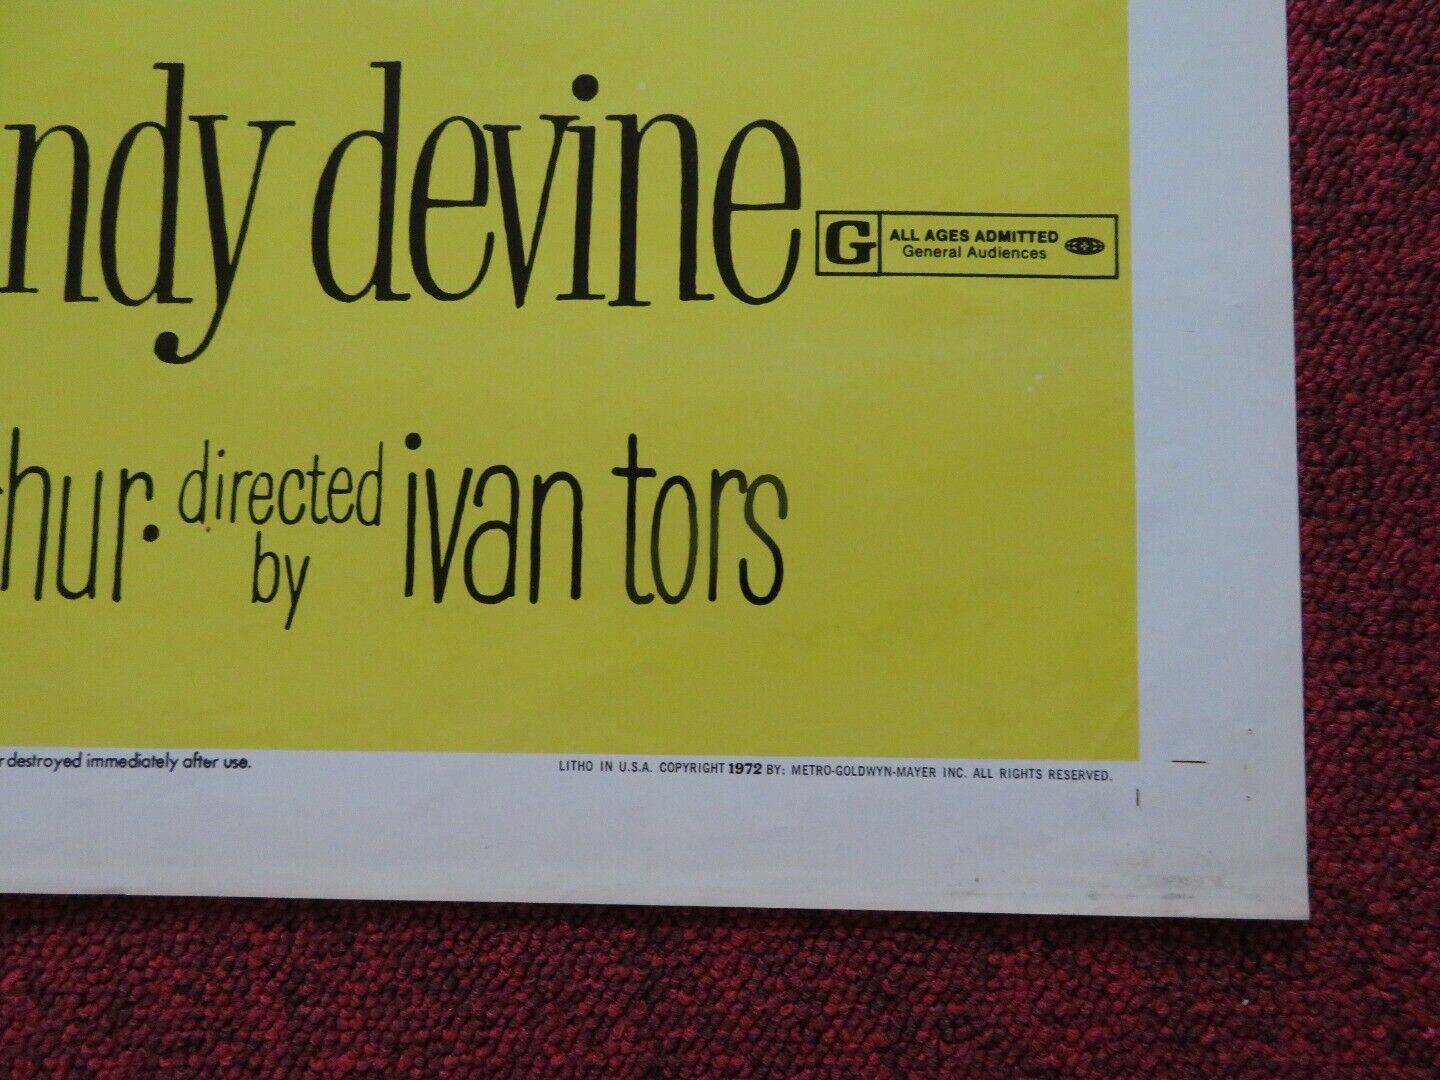 ndy devine
G ALL AGES ADMITTED
General Audiences
hur. directed by ivan tors
r destroyed immediately after use.
LITHO IN U.S.A. COPYRIGHT 1972 BY: METRO-GOLDWYN-MAYER INC. ALL RIGHTS RESERVED.